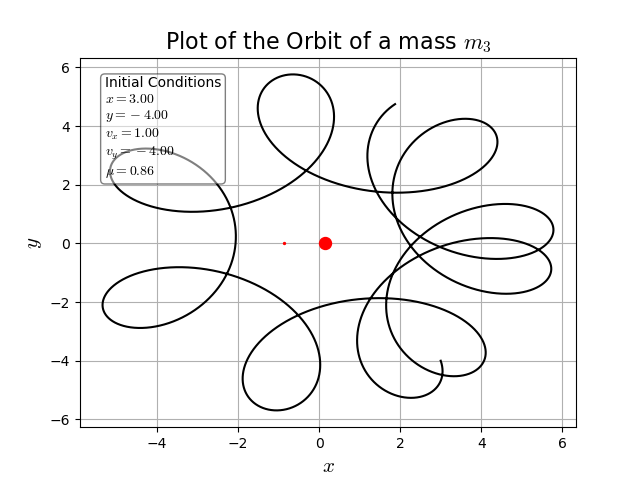 Plot of the Orbit of a mass m₃
Initial Conditions
x = 3.00
y = −4.00
vₓ = 1.00
v_y = −4.00
μ = 0.86
6
4
2
0
−2
−4
−6
y
−4 −2 0 2 4 6
x